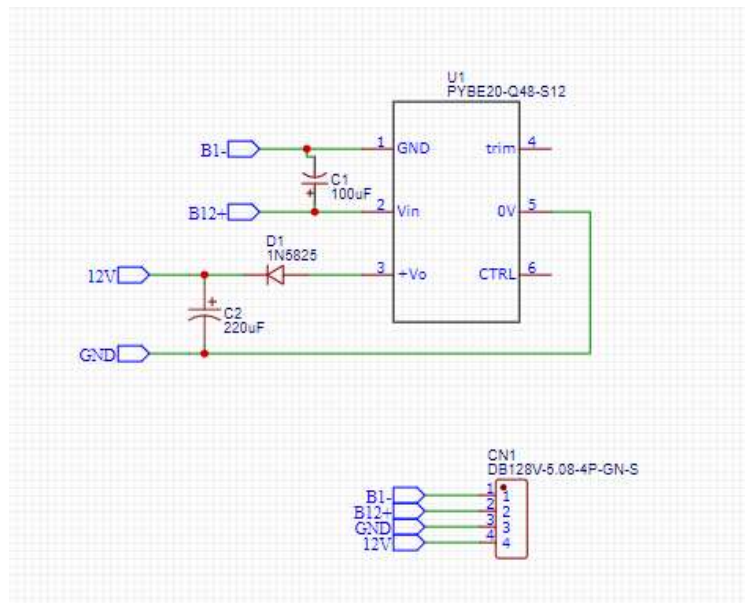 U1
PYBE20-Q48-S12
B1-
1
GND
trim
4
C1
100uF
B12+
2
Vin
0V
5
D1
1N5825
12V
3
+Vo
CTRL
6
C2
220uF
GND
CN1
DB128V-5.08-4P-GN-S
B1-
1
1
B12+
2
2
GND
3
3
12V
4
4